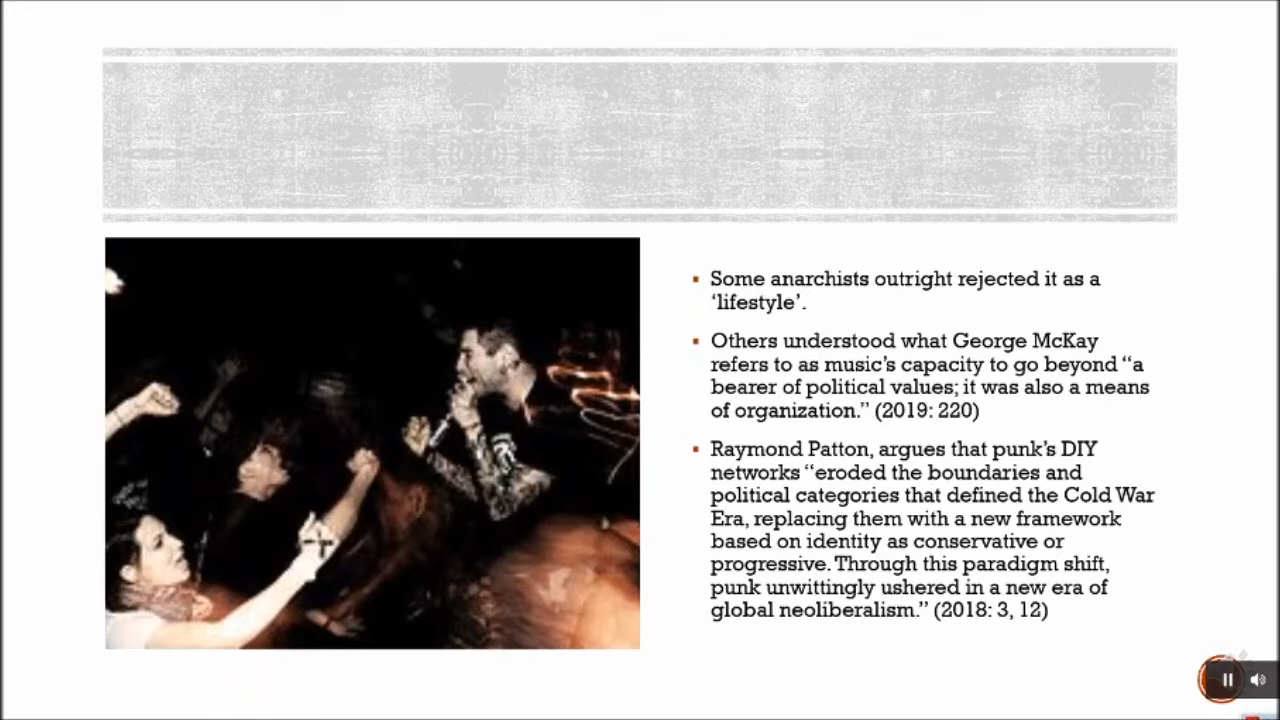 Some anarchists outright rejected it as a
‘lifestyle’.
Others understood what George McKay
refers to as music’s capacity to go beyond “a
bearer of political values; it was also a means
of organization.” (2019: 220)
Raymond Patton, argues that punk’s DIY
networks “eroded the boundaries and
political categories that defined the Cold War
Era, replacing them with a new framework
based on identity as conservative or
progressive. Through this paradigm shift,
punk unwittingly ushered in a new era of
global neoliberalism.” (2018: 3, 12)